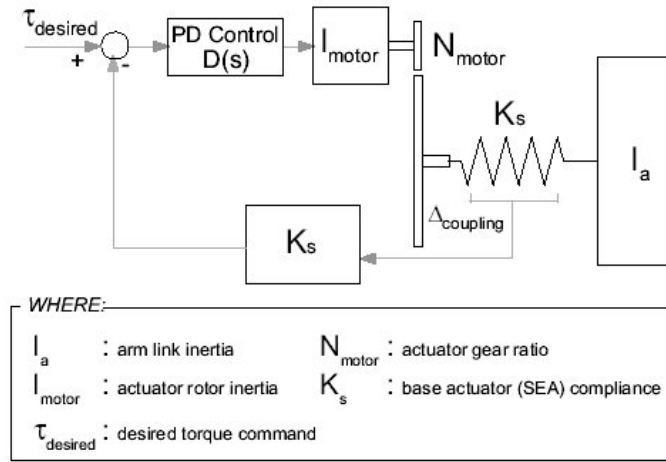 τdesired
+
-
PD Control
D(s)
Imotor
Nmotor
Ks
Ia
Δcoupling
Ks
WHERE:
Ia : arm link inertia
Nmotor : actuator gear ratio
Imotor : actuator rotor inertia
Ks : base actuator (SEA) compliance
τdesired : desired torque command